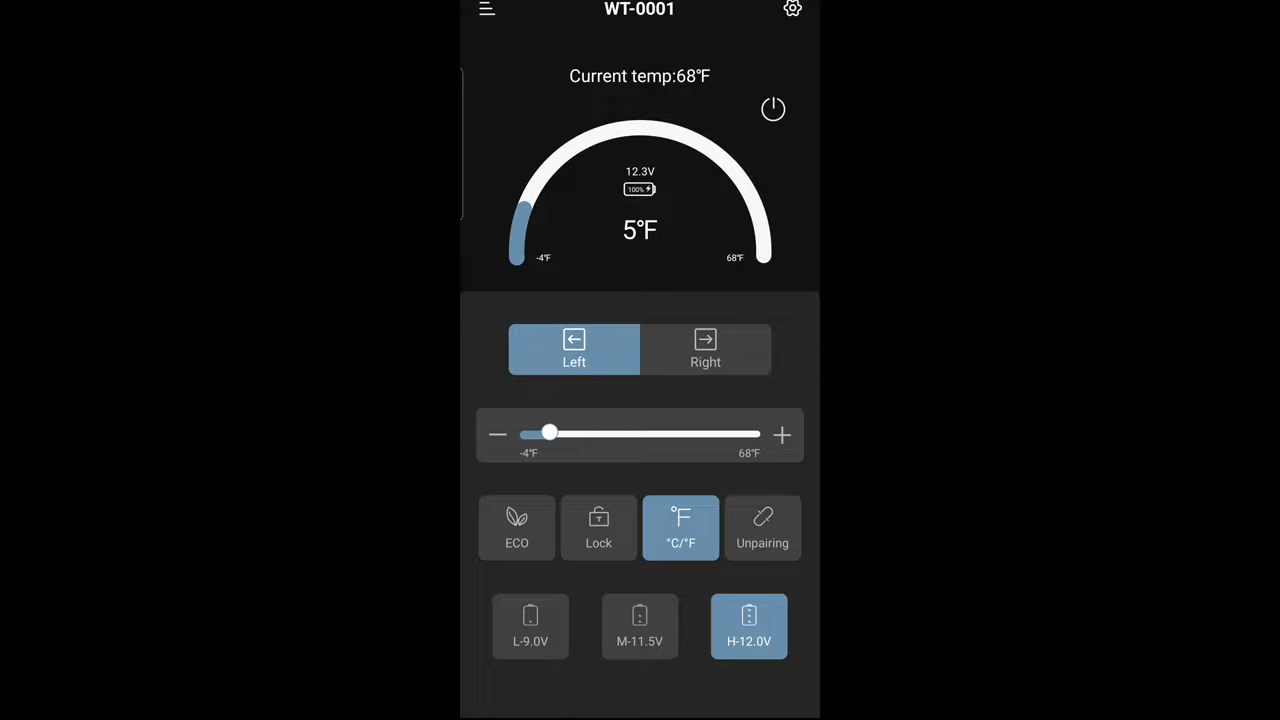 WT-0001
Current temp:68℉
12.3V
100%
5℉
-4℉
68℉
Left
Right
-4℉
68℉
°F
ECO
Lock
°C/°F
Unpairing
L-9.0V
M-11.5V
H-12.0V